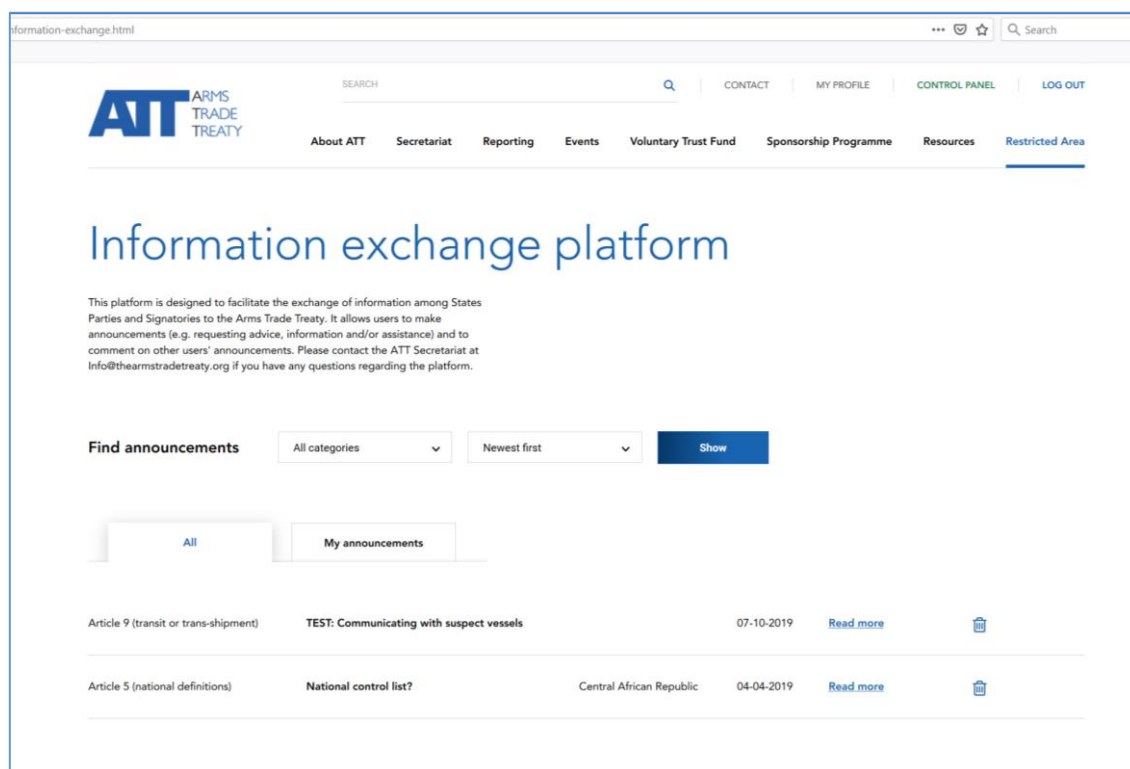 nformation-exchange.html
Search
SEARCH
CONTACT
MY PROFILE
CONTROL PANEL
LOG OUT
ATT ARMS
TRADE
TREATY
About ATT
Secretariat
Reporting
Events
Voluntary Trust Fund
Sponsorship Programme
Resources
Restricted Area
Information exchange platform
This platform is designed to facilitate the exchange of information among States
Parties and Signatories to the Arms Trade Treaty. It allows users to make
announcements (e.g. requesting advice, information and/or assistance) and to
comment on other users' announcements. Please contact the ATT Secretariat at
Info@thearmstradetreaty.org if you have any questions regarding the platform.
Find announcements
All categories
Newest first
Show
All
My announcements
Article 9 (transit or trans-shipment) TEST: Communicating with suspect vessels 07-10-2019 Read more
Article 5 (national definitions) National control list? Central African Republic 04-04-2019 Read more